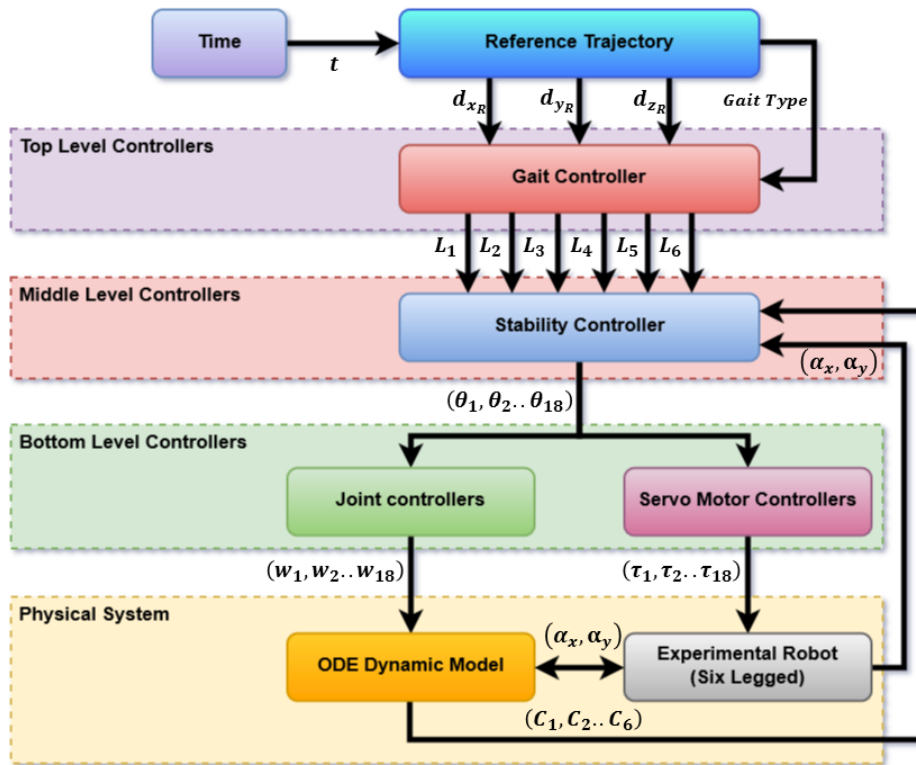 Time
t
Reference Trajectory
d_{x_R}
d_{y_R}
d_{z_R}
Gait Type
Top Level Controllers
Gait Controller
L_1
L_2
L_3
L_4
L_5
L_6
Middle Level Controllers
Stability Controller
(α_x, α_y)
(θ_1, θ_2.. θ_18)
Bottom Level Controllers
Joint controllers
Servo Motor Controllers
(w_1, w_2.. w_18)
(τ_1, τ_2.. τ_18)
Physical System
ODE Dynamic Model
(α_x, α_y)
Experimental Robot
(Six Legged)
(C_1, C_2.. C_6)